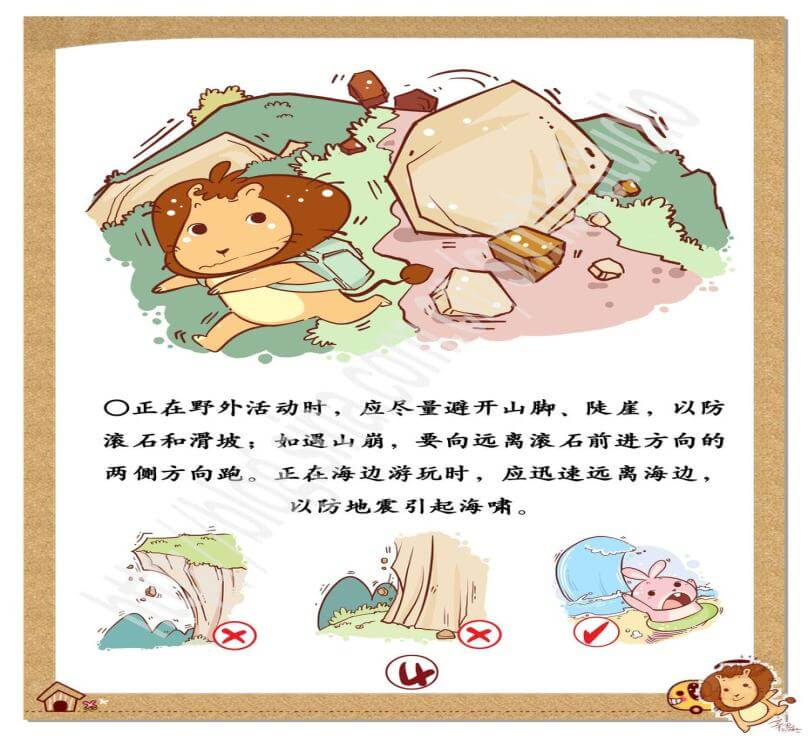 ○正在野外活动时，应尽量避开山脚、陡崖，以防
滚石和滑坡；如遇山崩，要向远离滚石前进方向的
两侧方向跑。正在海边游玩时，应迅速远离海边，
以防地震引起海啸。
4